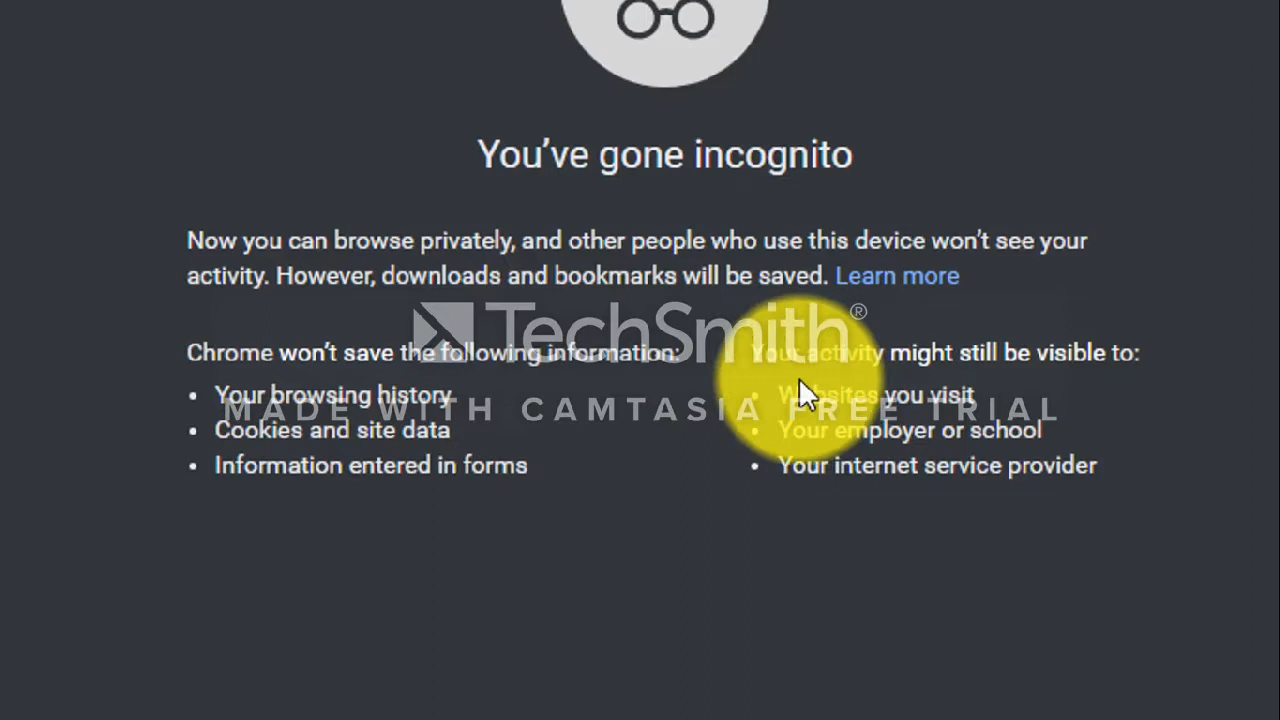 You've gone incognito
Now you can browse privately, and other people who use this device won't see your
activity. However, downloads and bookmarks will be saved. Learn more
TechSmith®
Chrome won't save the following information:
Your activity might still be visible to:
MADE WITH CAMTASIA FREE TRIAL
• Your browsing history
• Cookies and site data
• Information entered in forms
• Websites you visit
• Your employer or school
• Your internet service provider